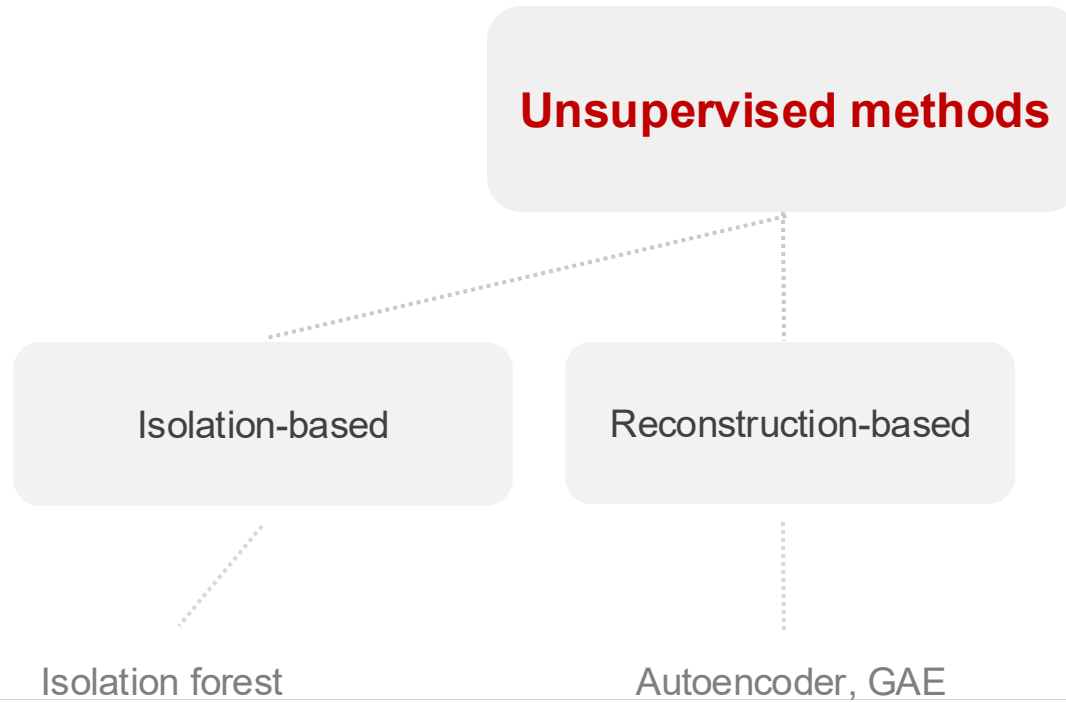 Unsupervised methods
Isolation-based
Reconstruction-based
Isolation forest
Autoencoder, GAE